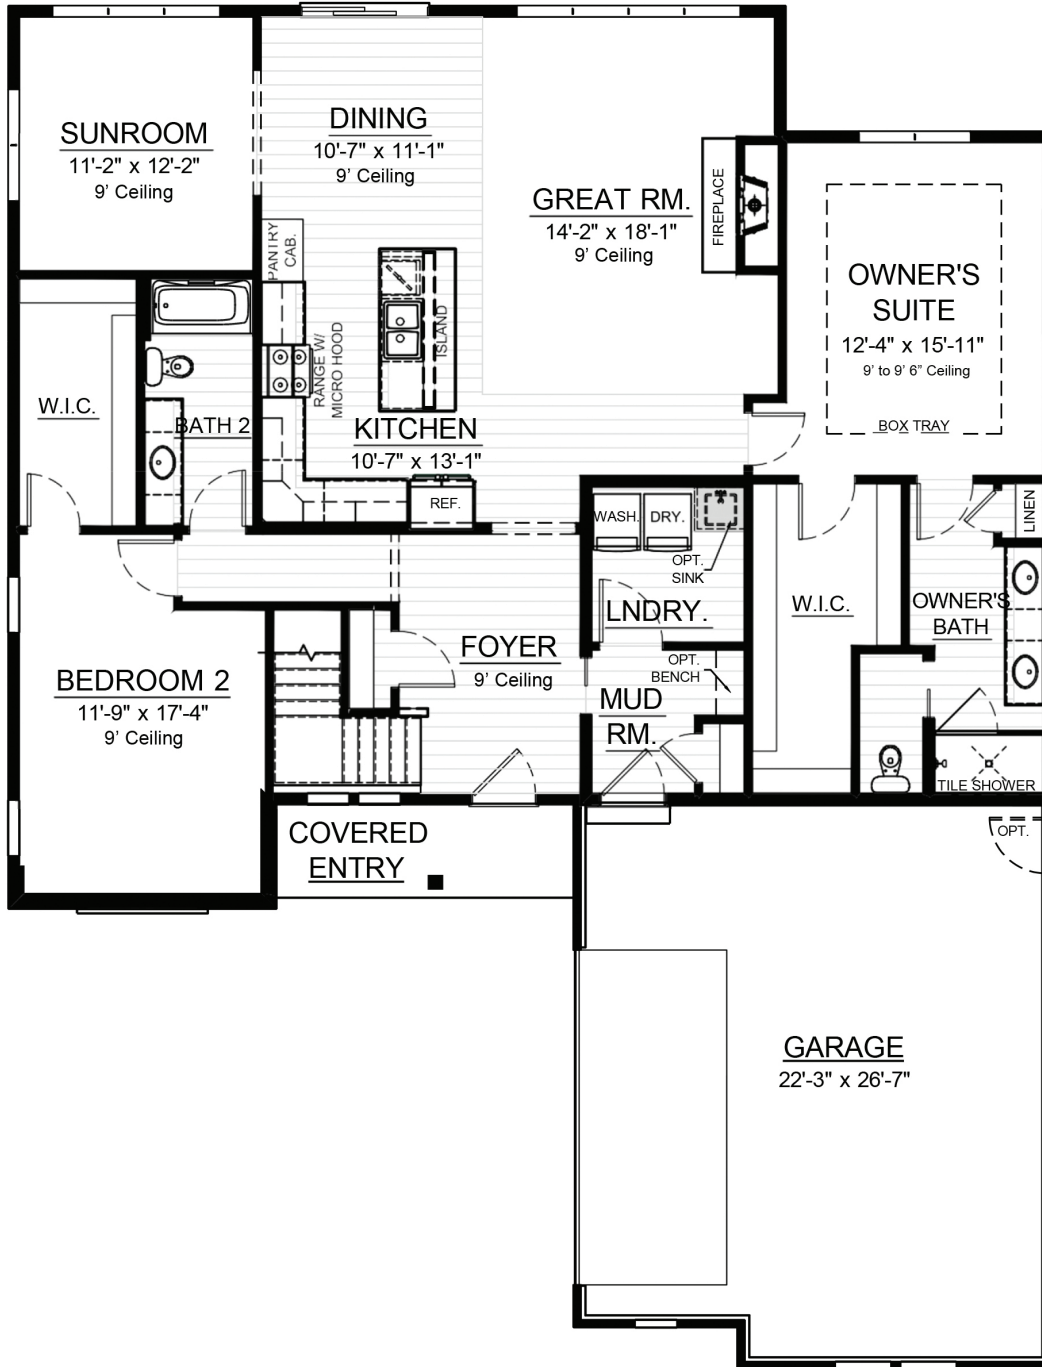 SUNROOM
11'-2" x 12'-2"
9' Ceiling
DINING
10'-7" x 11'-1"
9' Ceiling
GREAT RM.
14'-2" x 18'-1"
9' Ceiling
FIREPLACE
OWNER'S
SUITE
12'-4" x 15'-11"
9' to 9' 6" Ceiling
BOX TRAY
PANTRY
CAB.
RANGE W/
MICRO HOOD
ISLAND
W.I.C.
BATH 2
KITCHEN
10'-7" x 13'-1"
REF.
WASH.
DRY.
OPT.
SINK
LNDRY.
LINEN
W.I.C.
OWNER'S
BATH
FOYER
9' Ceiling
BEDROOM 2
11'-9" x 17'-4"
9' Ceiling
OPT.
BENCH
MUD
RM.
TILE SHOWER
COVERED
ENTRY
OPT.
GARAGE
22'-3" x 26'-7"